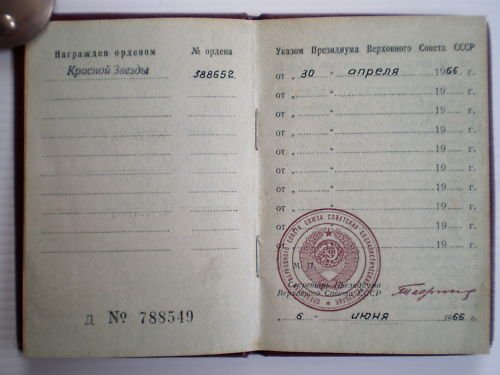 Награжден орденом
№ ордена
Красной Звезды
388652
Д № 788549
Указом Президиума Верховного Совета СССР
от „ 30 " апреля 1966 г.
от „ " 19 г.
от „ " 19 г.
от „ " 19 г.
от „ " 19 г.
от „ " 19 г.
от „ " 19 г.
от „ " 19 г.
от „ " 19 г.
от „ " 19 г.
М. П.
Секретарь Президиума
Верховного Совета СССР
„ 6 " июня 1966 г.